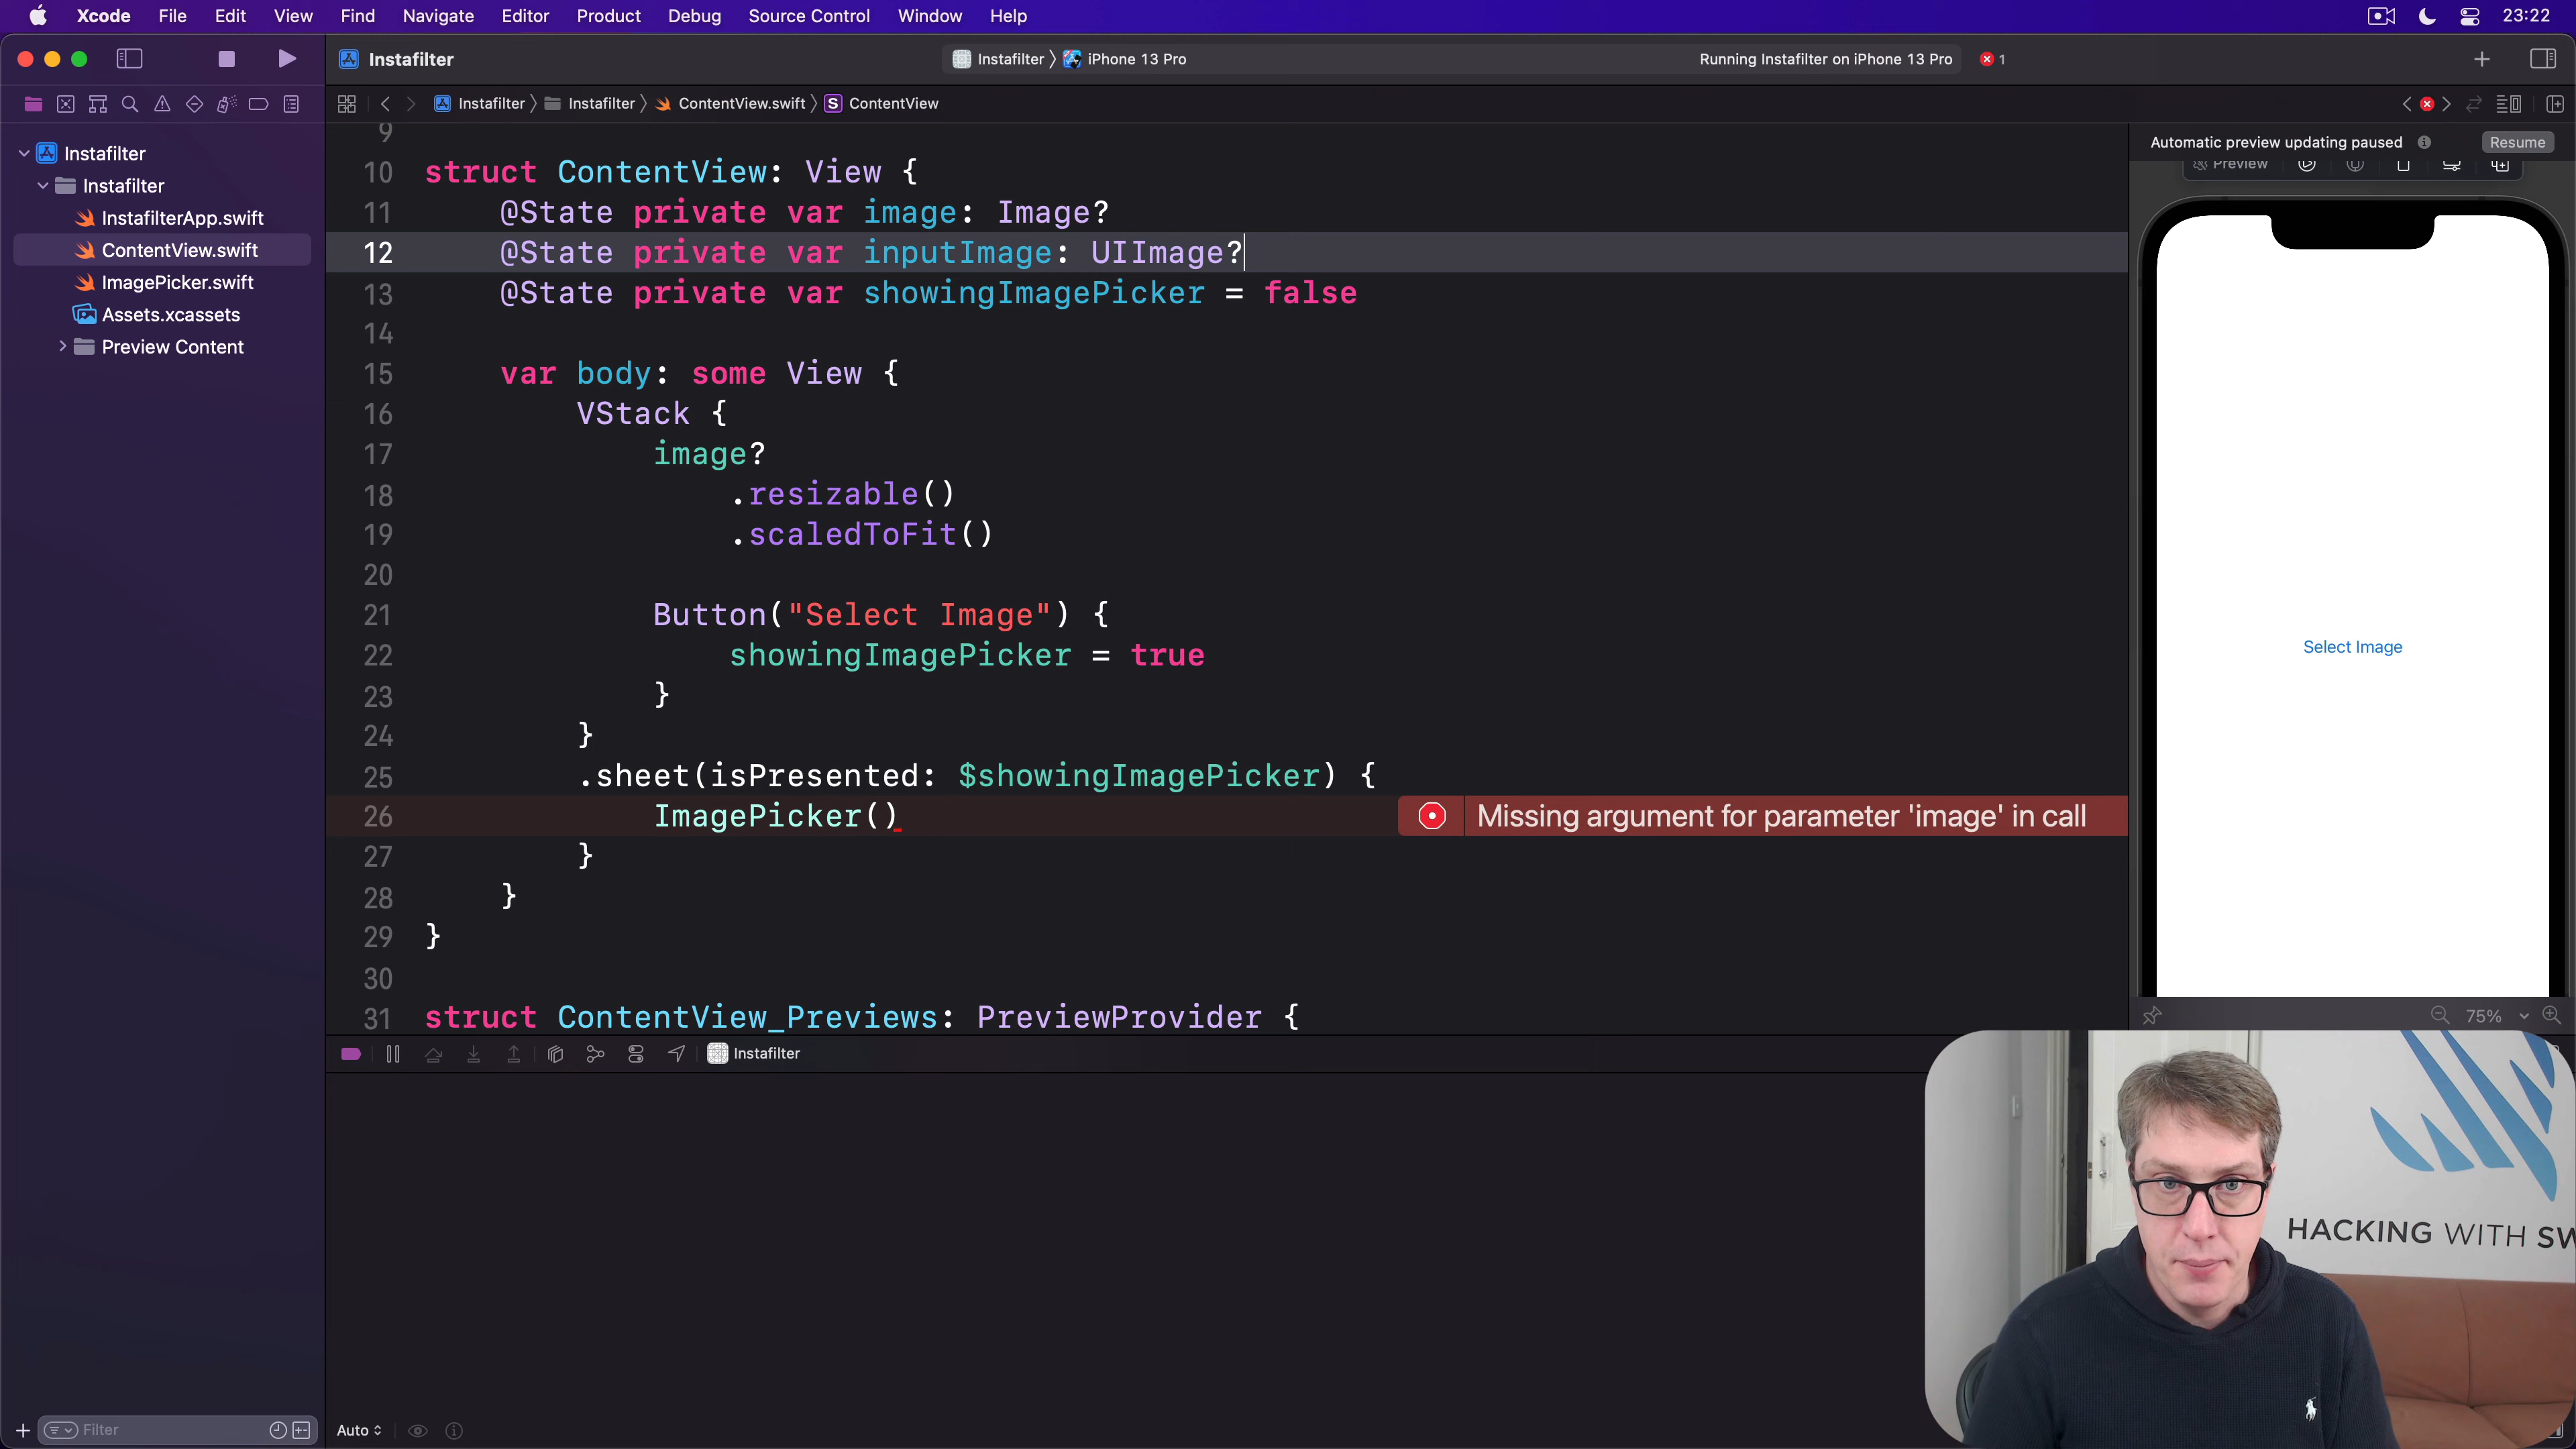 Xcode File Edit View Find Navigate Editor Product Debug Source Control Window Help 23:22
Instafilter Instafilter iPhone 13 Pro Running Instafilter on iPhone 13 Pro 1
Instafilter Instafilter ContentView.swift S ContentView
Automatic preview updating paused Resume
Preview
Instafilter
Instafilter
InstafilterApp.swift
ContentView.swift
ImagePicker.swift
Assets.xcassets
Preview Content
9
10 struct ContentView: View {
11 @State private var image: Image?
12 @State private var inputImage: UIImage?
13 @State private var showingImagePicker = false
14
15 var body: some View {
16 VStack {
17 image?
18 .resizable()
19 .scaledToFit()
20
21 Button("Select Image") {
22 showingImagePicker = true
23 }
24 }
25 .sheet(isPresented: $showingImagePicker) {
26 ImagePicker() Missing argument for parameter 'image' in call
27 }
28 }
29 }
30
31 struct ContentView_Previews: PreviewProvider {
Select Image
75%
Instafilter
HACKING WITH SW
Filter
Auto